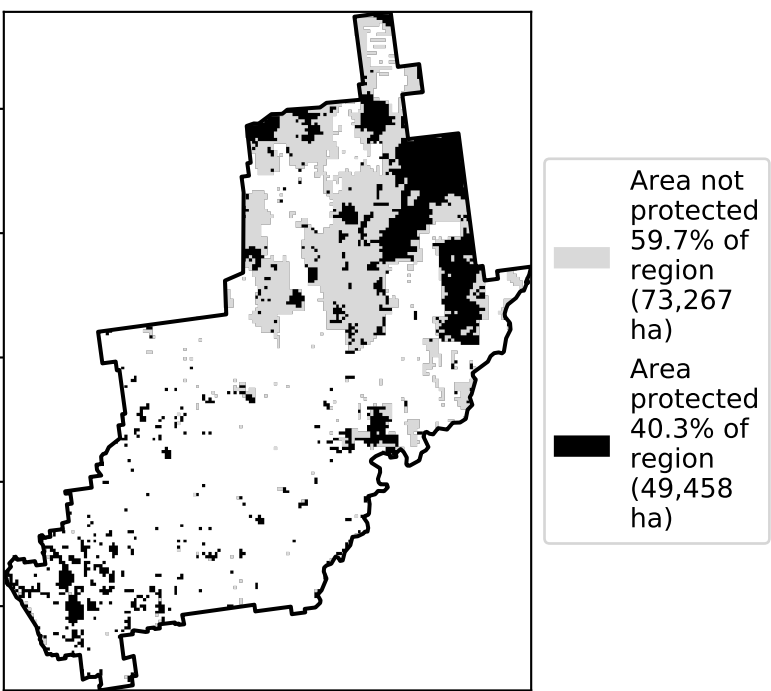 Area not
protected
59.7% of
region
(73,267
ha)
Area
protected
40.3% of
region
(49,458
ha)